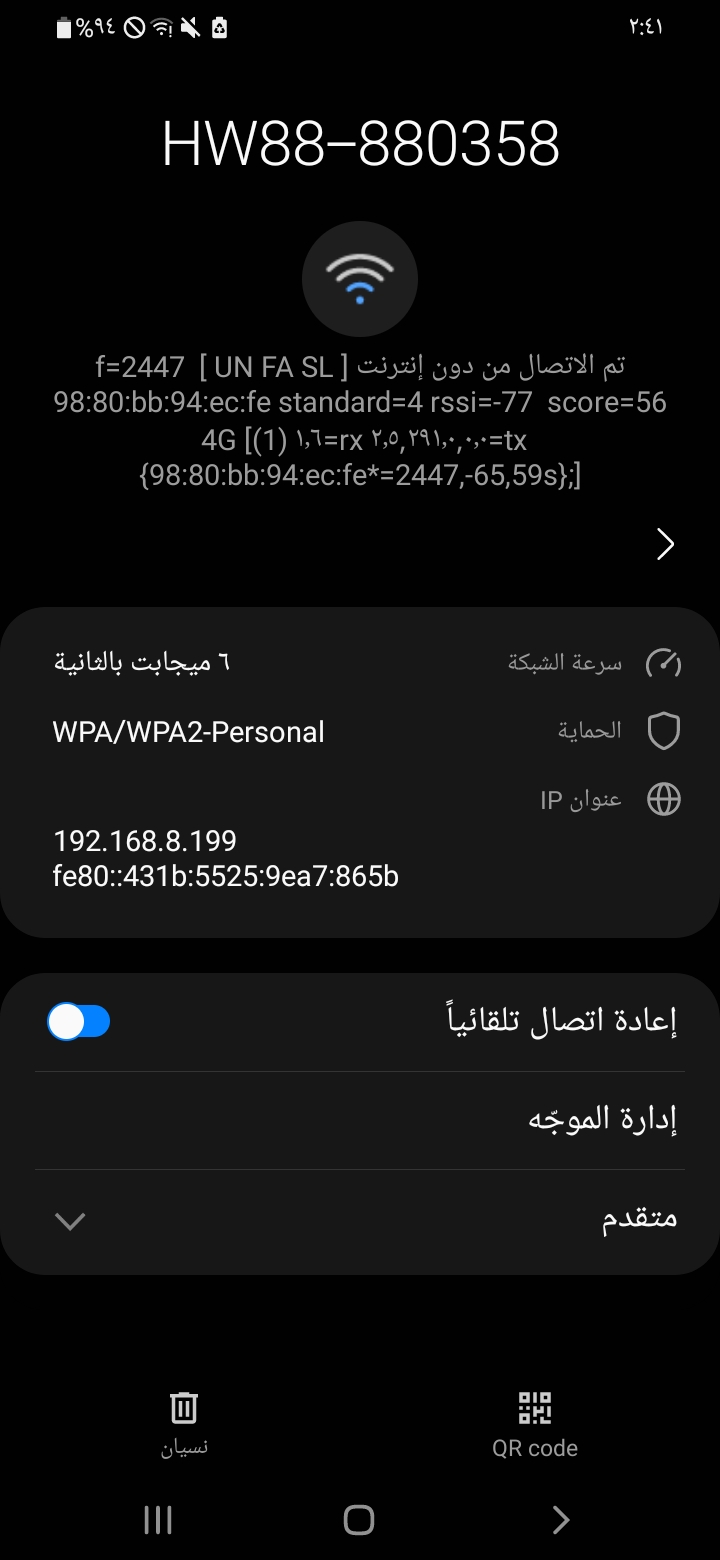 %٩٤
٢:٤١
HW88–880358
تم الاتصال من دون إنترنت [ UN FA SL ] f=2447
98:80:bb:94:ec:fe standard=4 rssi=-77 score=56
4G [(1) ١,٦=rx ٢,٥,٢٩١,٠,٠,٠=tx
{98:80:bb:94:ec:fe*=2447,-65,59s};]
سرعة الشبكة
٦ ميجابت بالثانية
الحماية
WPA/WPA2-Personal
عنوان IP
192.168.8.199
fe80::431b:5525:9ea7:865b
إعادة اتصال تلقائياً
إدارة الموجّه
متقدم
QR code
نسيان